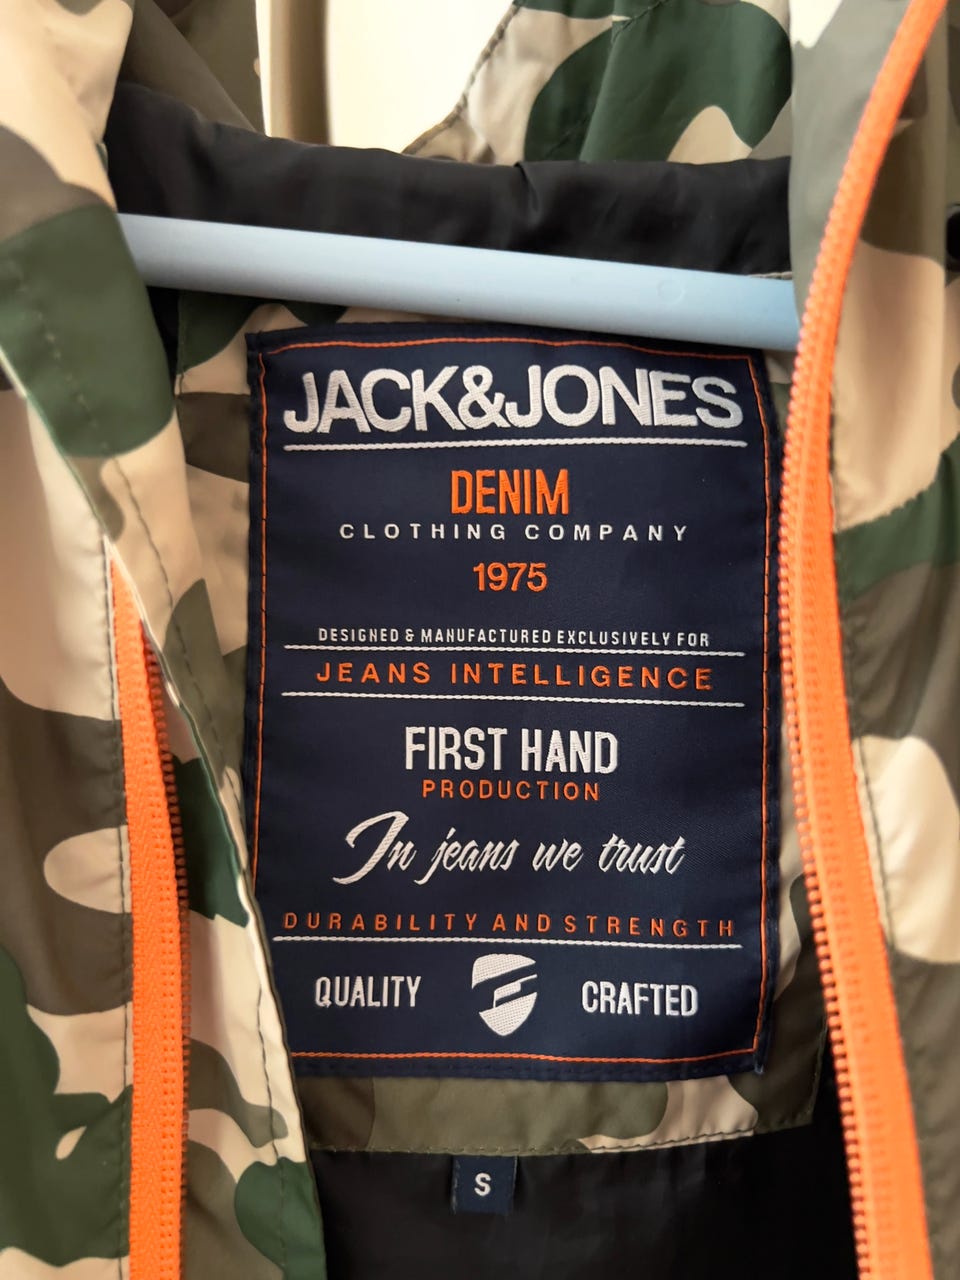 JACK&JONES
DENIM
CLOTHING COMPANY
1975
DESIGNED & MANUFACTURED EXCLUSIVELY FOR
JEANS INTELLIGENCE
FIRST HAND
PRODUCTION
In jeans we trust
DURABILITY AND STRENGTH
QUALITY CRAFTED
S